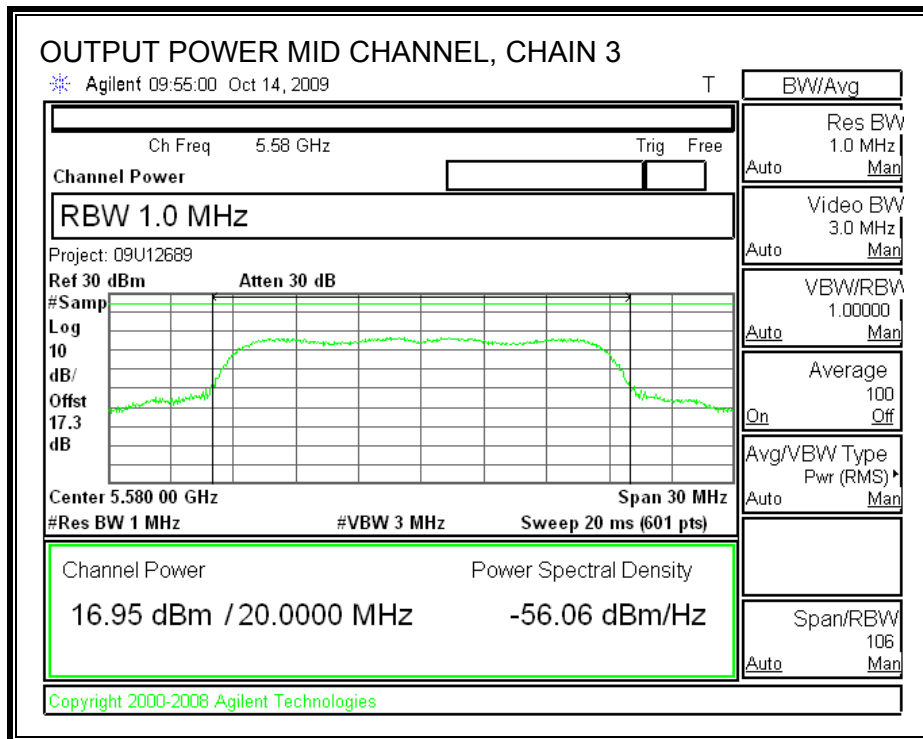 OUTPUT POWER MID CHANNEL, CHAIN 3
Agilent 09:55:00 Oct 14, 2009 T
BW/Avg
Ch Freq 5.58 GHz Trig Free
Channel Power
RBW 1.0 MHz
Project: 09U12689
Ref 30 dBm Atten 30 dB
#Samp
Log
10
dB/
Offst
17.3
dB
Center 5.580 00 GHz Span 30 MHz
#Res BW 1 MHz #VBW 3 MHz Sweep 20 ms (601 pts)
Channel Power Power Spectral Density
16.95 dBm / 20.0000 MHz -56.06 dBm/Hz
Res BW
1.0 MHz
Auto Man
Video BW
3.0 MHz
Auto Man
VBW/RBW
1.00000
Auto Man
Average
100
On Off
Avg/VBW Type
Pwr (RMS)
Auto Man
Span/RBW
106
Auto Man
Copyright 2000-2008 Agilent Technologies